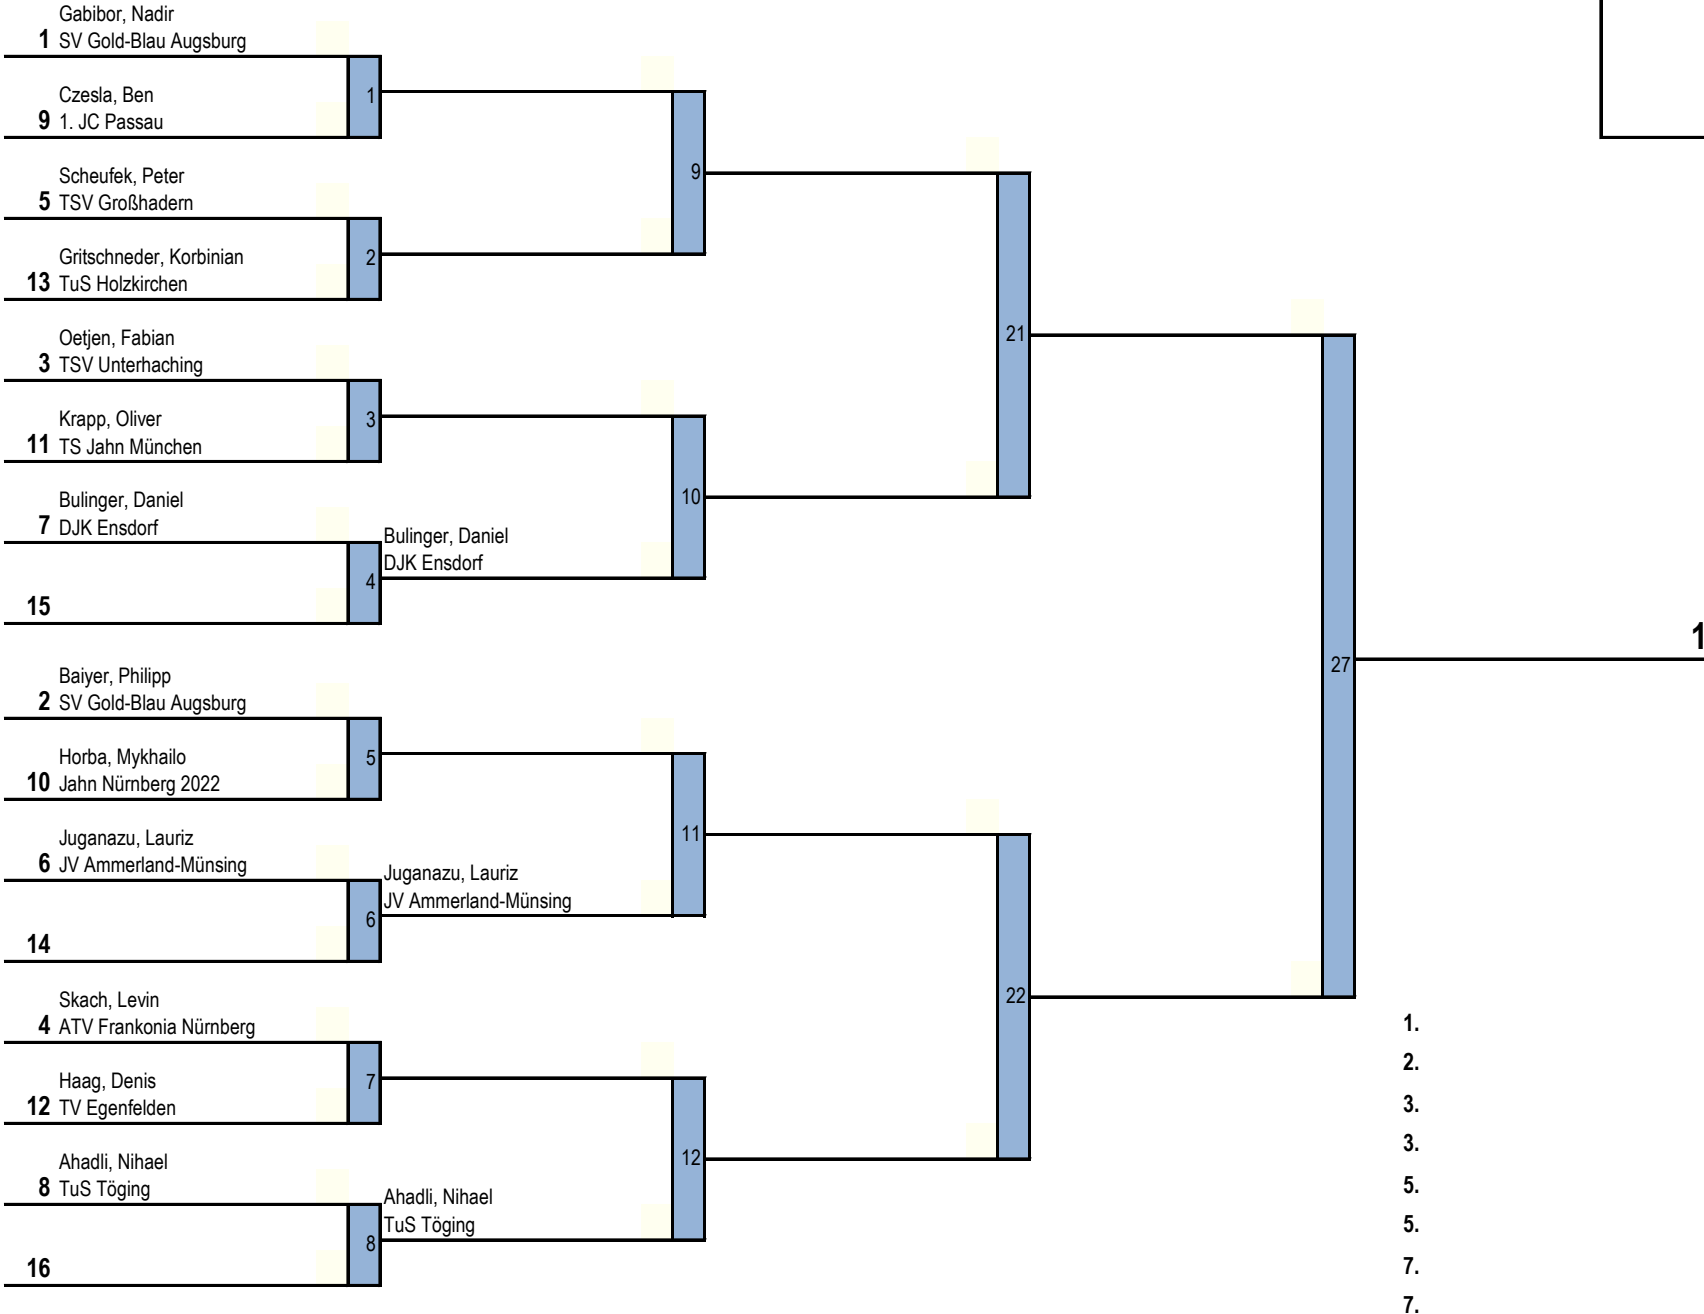 Gabibor, Nadir
1 SV Gold-Blau Augsburg
1
Czesla, Ben
9 1. JC Passau
9
Scheufek, Peter
5 TSV Großhadern
2
Gritschneder, Korbinian
13 TuS Holzkirchen
21
Oetjen, Fabian
3 TSV Unterhaching
3
Krapp, Oliver
11 TS Jahn München
10
Bulinger, Daniel
7 DJK Ensdorf
Bulinger, Daniel
DJK Ensdorf
4
15
1
27
Baiyer, Philipp
2 SV Gold-Blau Augsburg
5
Horba, Mykhailo
10 Jahn Nürnberg 2022
11
Juganazu, Lauriz
6 JV Ammerland-Münsing
Juganazu, Lauriz
JV Ammerland-Münsing
6
14
22
Skach, Levin
4 ATV Frankonia Nürnberg
7
Haag, Denis
12 TV Egenfelden
12
Ahadli, Nihael
8 TuS Töging
Ahadli, Nihael
TuS Töging
8
16
1.
2.
3.
3.
5.
5.
7.
7.